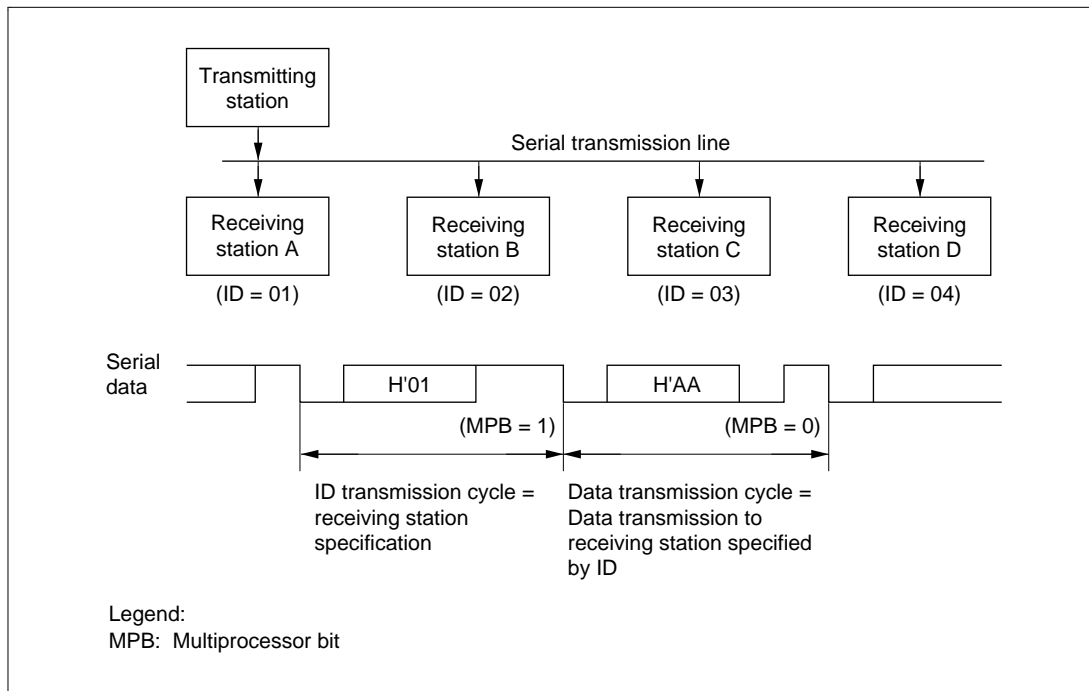 Transmitting
station
Serial transmission line
Receiving
station A
Receiving
station B
Receiving
station C
Receiving
station D
(ID = 01)
(ID = 02)
(ID = 03)
(ID = 04)
Serial
data
H'01
H'AA
(MPB = 1)
(MPB = 0)
ID transmission cycle =
receiving station
specification
Data transmission cycle =
Data transmission to
receiving station specified
by ID
Legend:
MPB: Multiprocessor bit